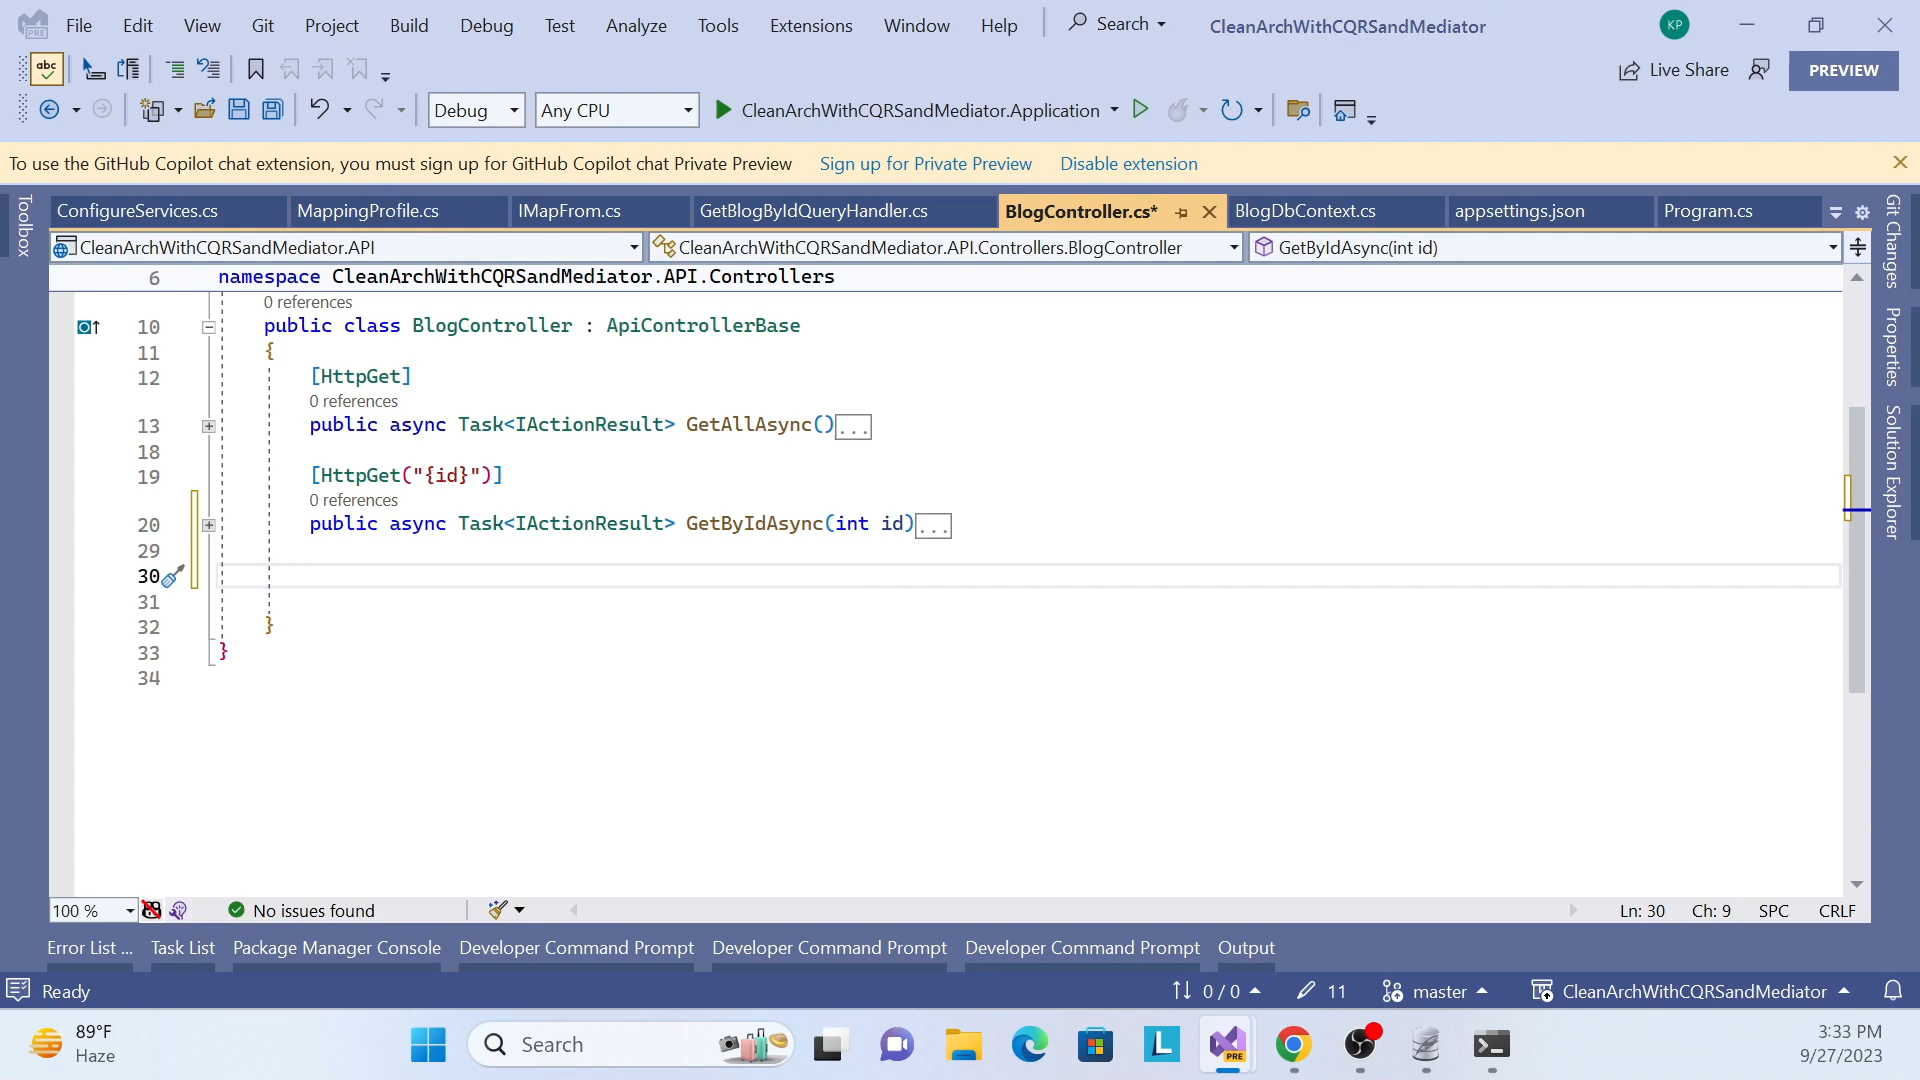 PRE
File Edit View Git Project Build Debug Test Analyze Tools Extensions Window Help Search CleanArchWithCQRSandMediator KP
abc Live Share PREVIEW
Debug Any CPU CleanArchWithCQRSandMediator.Application
To use the GitHub Copilot chat extension, you must sign up for GitHub Copilot chat Private Preview Sign up for Private Preview Disable extension
Toolbox
ConfigureServices.cs MappingProfile.cs IMapFrom.cs GetBlogByIdQueryHandler.cs BlogController.cs* BlogDbContext.cs appsettings.json Program.cs
CleanArchWithCQRSandMediator.API CleanArchWithCQRSandMediator.API.Controllers.BlogController GetByIdAsync(int id)
6 namespace CleanArchWithCQRSandMediator.API.Controllers
0 references
10 public class BlogController : ApiControllerBase
11 {
12 [HttpGet]
0 references
13 public async Task<IActionResult> GetAllAsync()...
18
19 [HttpGet("{id}")]
0 references
20 public async Task<IActionResult> GetByIdAsync(int id)...
29
30
31
32 }
33 }
34
Git Changes
Properties
Solution Explorer
100 % No issues found Ln: 30 Ch: 9 SPC CRLF
Error List ... Task List Package Manager Console Developer Command Prompt Developer Command Prompt Developer Command Prompt Output
Ready 0 / 0 11 master CleanArchWithCQRSandMediator
89°F
Haze
Search
L
PRE
3:33 PM
9/27/2023